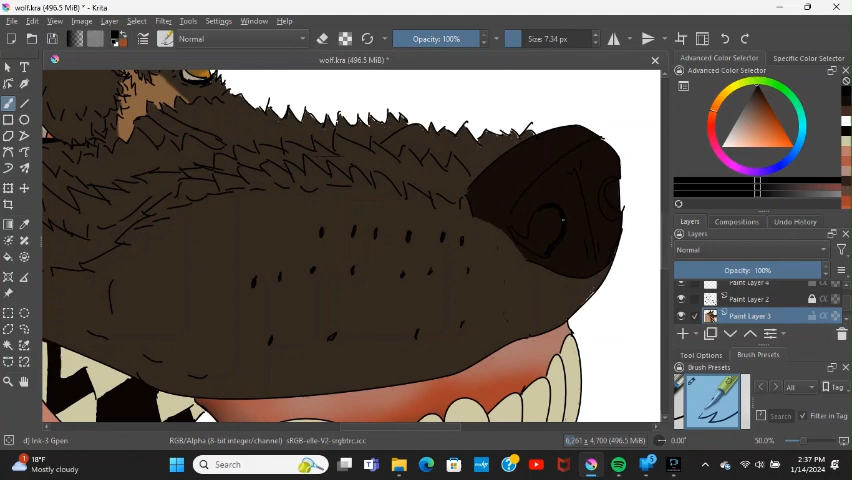 wolf.kra (496.5 MiB) * - Krita
File Edit View Image Layer Select Filter Tools Settings Window Help
Normal Opacity: 100% Size: 7.34 px
wolf.kra (496.5 MiB) *
Advanced Color Selector Specific Color Selector
Advanced Color Selector
Layers Compositions Undo History
Layers
Normal
Opacity: 100%
Paint Layer 4
Paint Layer 2
Paint Layer 3
Tool Options Brush Presets
Brush Presets
All Tag
Search Filter in Tag
d) Ink-3 Gpen RGB/Alpha (8-bit integer/channel) sRGB-elle-V2-srgbtrc.icc 6,261 x 4,700 (496.5 MiB) 0.00° 50.0%
18°F
Mostly cloudy
Search
2:37 PM
1/14/2024